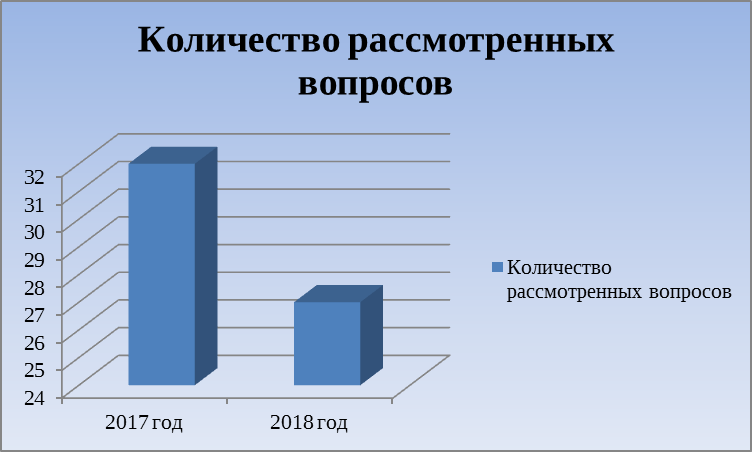 Количество рассмотренных
вопросов
32
31
30
29
28
27
26
25
24
2017 год
2018 год
Количество
рассмотренных вопросов